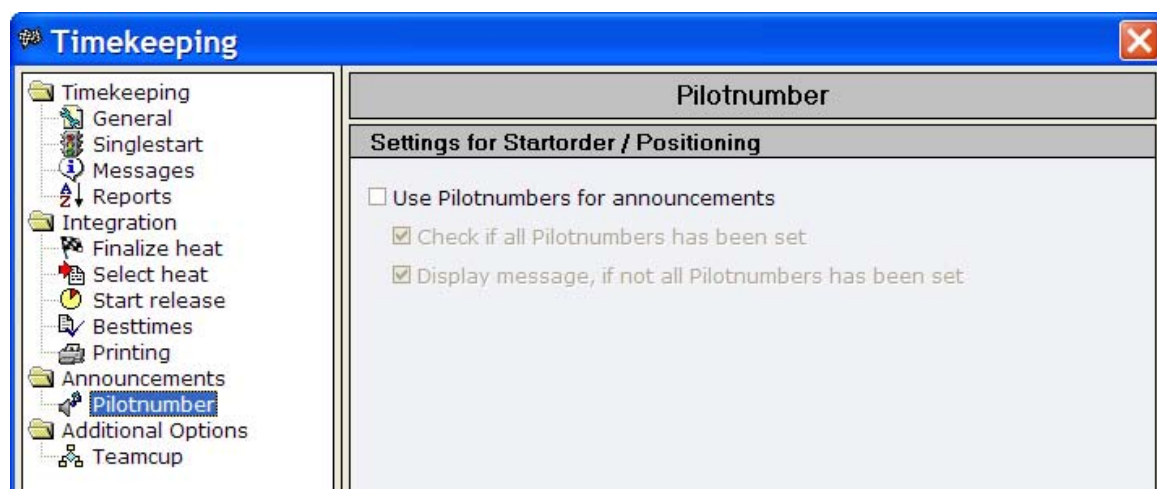 Timekeeping
Timekeeping
General
Singlestart
Messages
Reports
Integration
Finalize heat
Select heat
Start release
Besttimes
Printing
Announcements
Pilotnumber
Additional Options
Teamcup
Pilotnumber
Settings for Startorder / Positioning
Use Pilotnumbers for announcements
Check if all Pilotnumbers has been set
Display message, if not all Pilotnumbers has been set